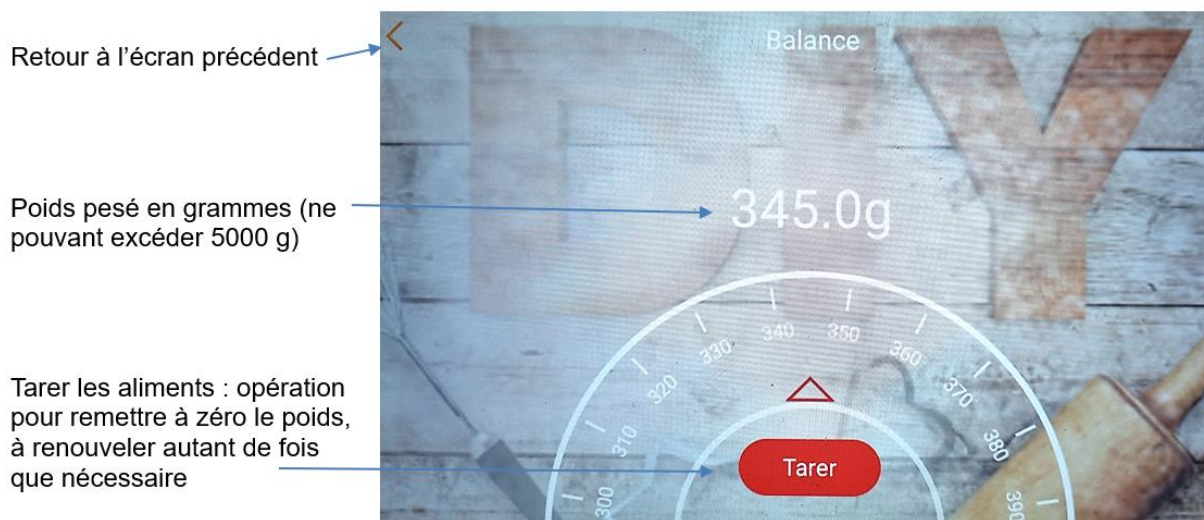 Retour à l'écran précédent
Balance
DIY
Poids pesé en grammes (ne
pouvant excéder 5000 g)
345.0g
Tarer les aliments : opération
pour remettre à zéro le poids,
à renouveler autant de fois
que nécessaire
300
310
320
330
340
350
360
370
380
390
Tarer